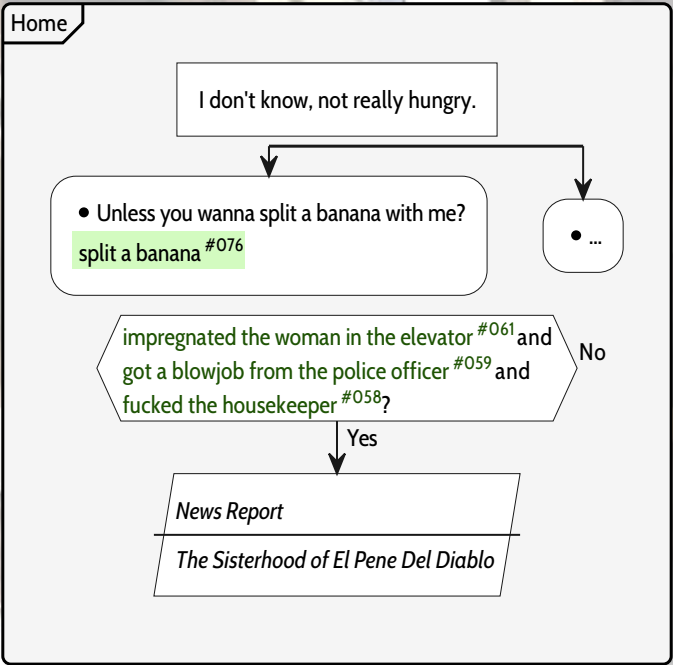 Home
I don't know, not really hungry.
• Unless you wanna split a banana with me?
split a banana #076
• ...
impregnated the woman in the elevator #061 and
got a blowjob from the police officer #059 and
fucked the housekeeper #058?
No
Yes
News Report
The Sisterhood of El Pene Del Diablo